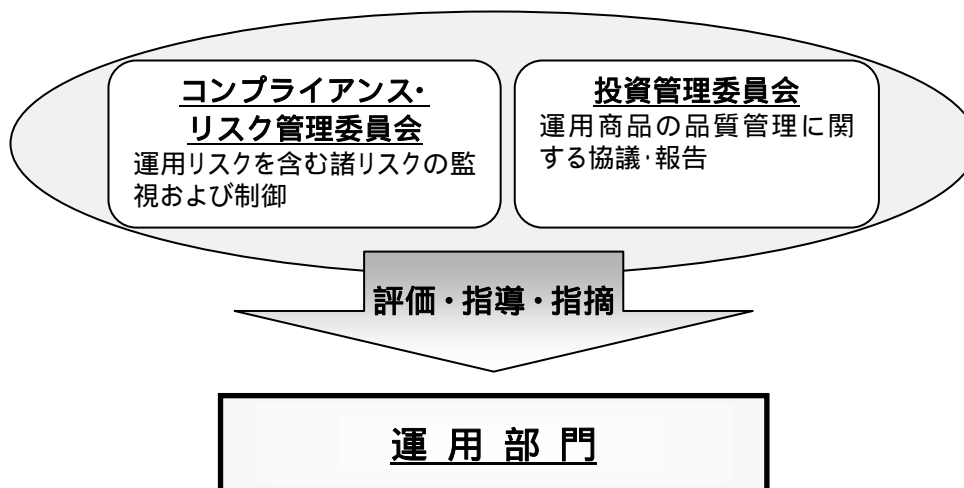 コンプライアンス・
リスク管理委員会
運用リスクを含む諸リスクの監
視および制御
投資管理委員会
運用商品の品質管理に関
する協議・報告
評価・指導・指摘
運用部門